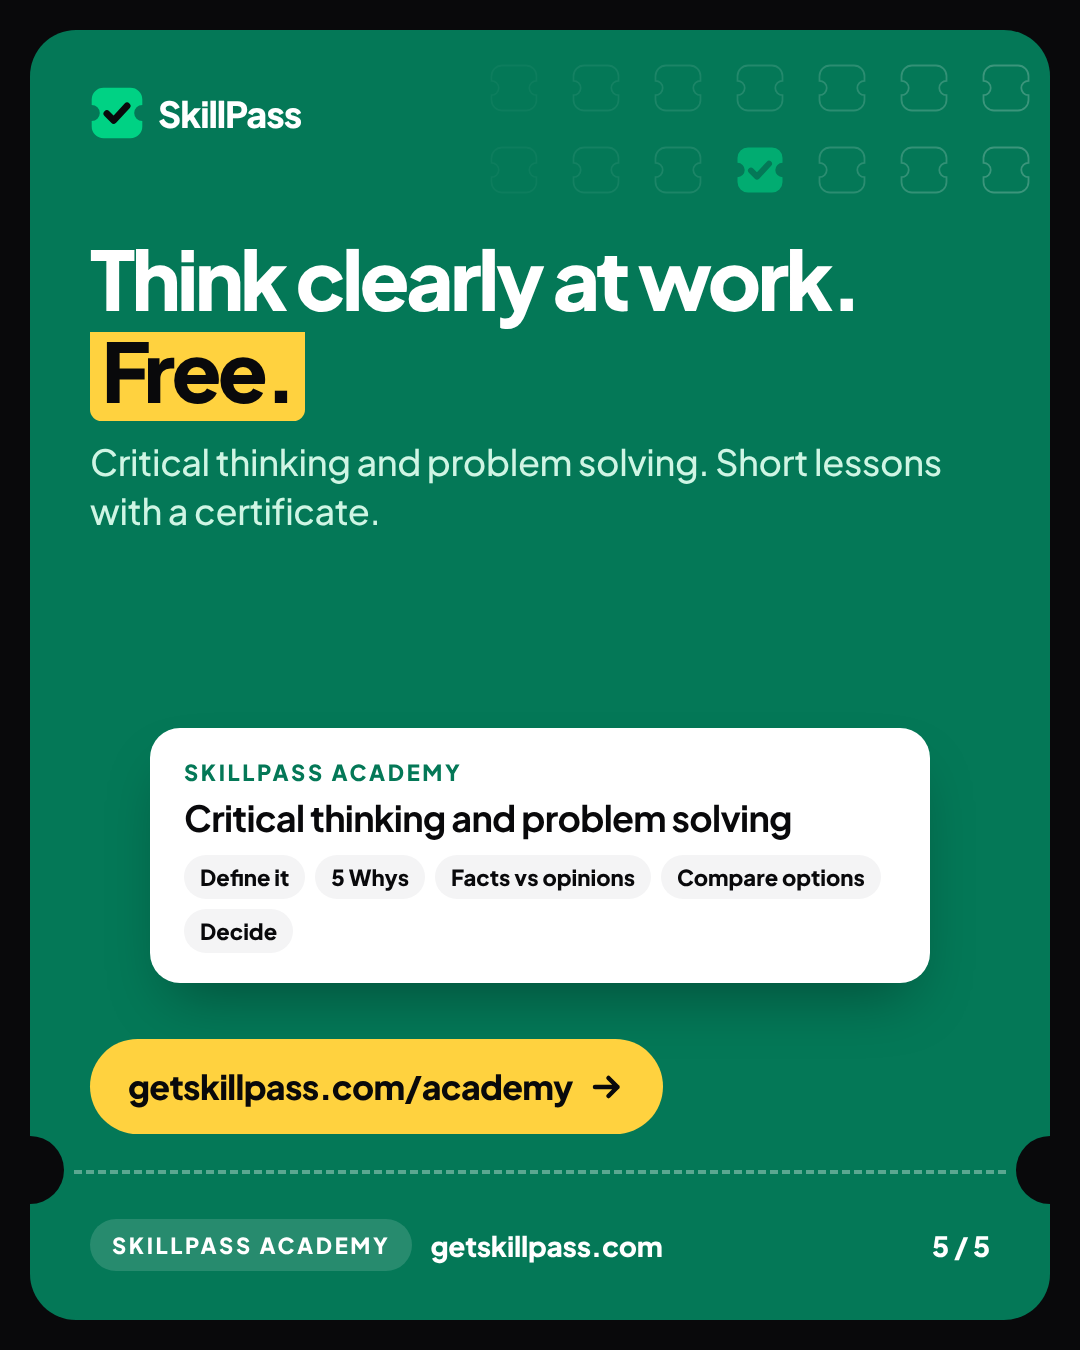 SkillPass
Think clearly at work.
Free.
Critical thinking and problem solving. Short lessons
with a certificate.
SKILLPASS ACADEMY
Critical thinking and problem solving
Define it 5 Whys Facts vs opinions Compare options
Decide
getskillpass.com/academy →
SKILLPASS ACADEMY getskillpass.com 5 / 5